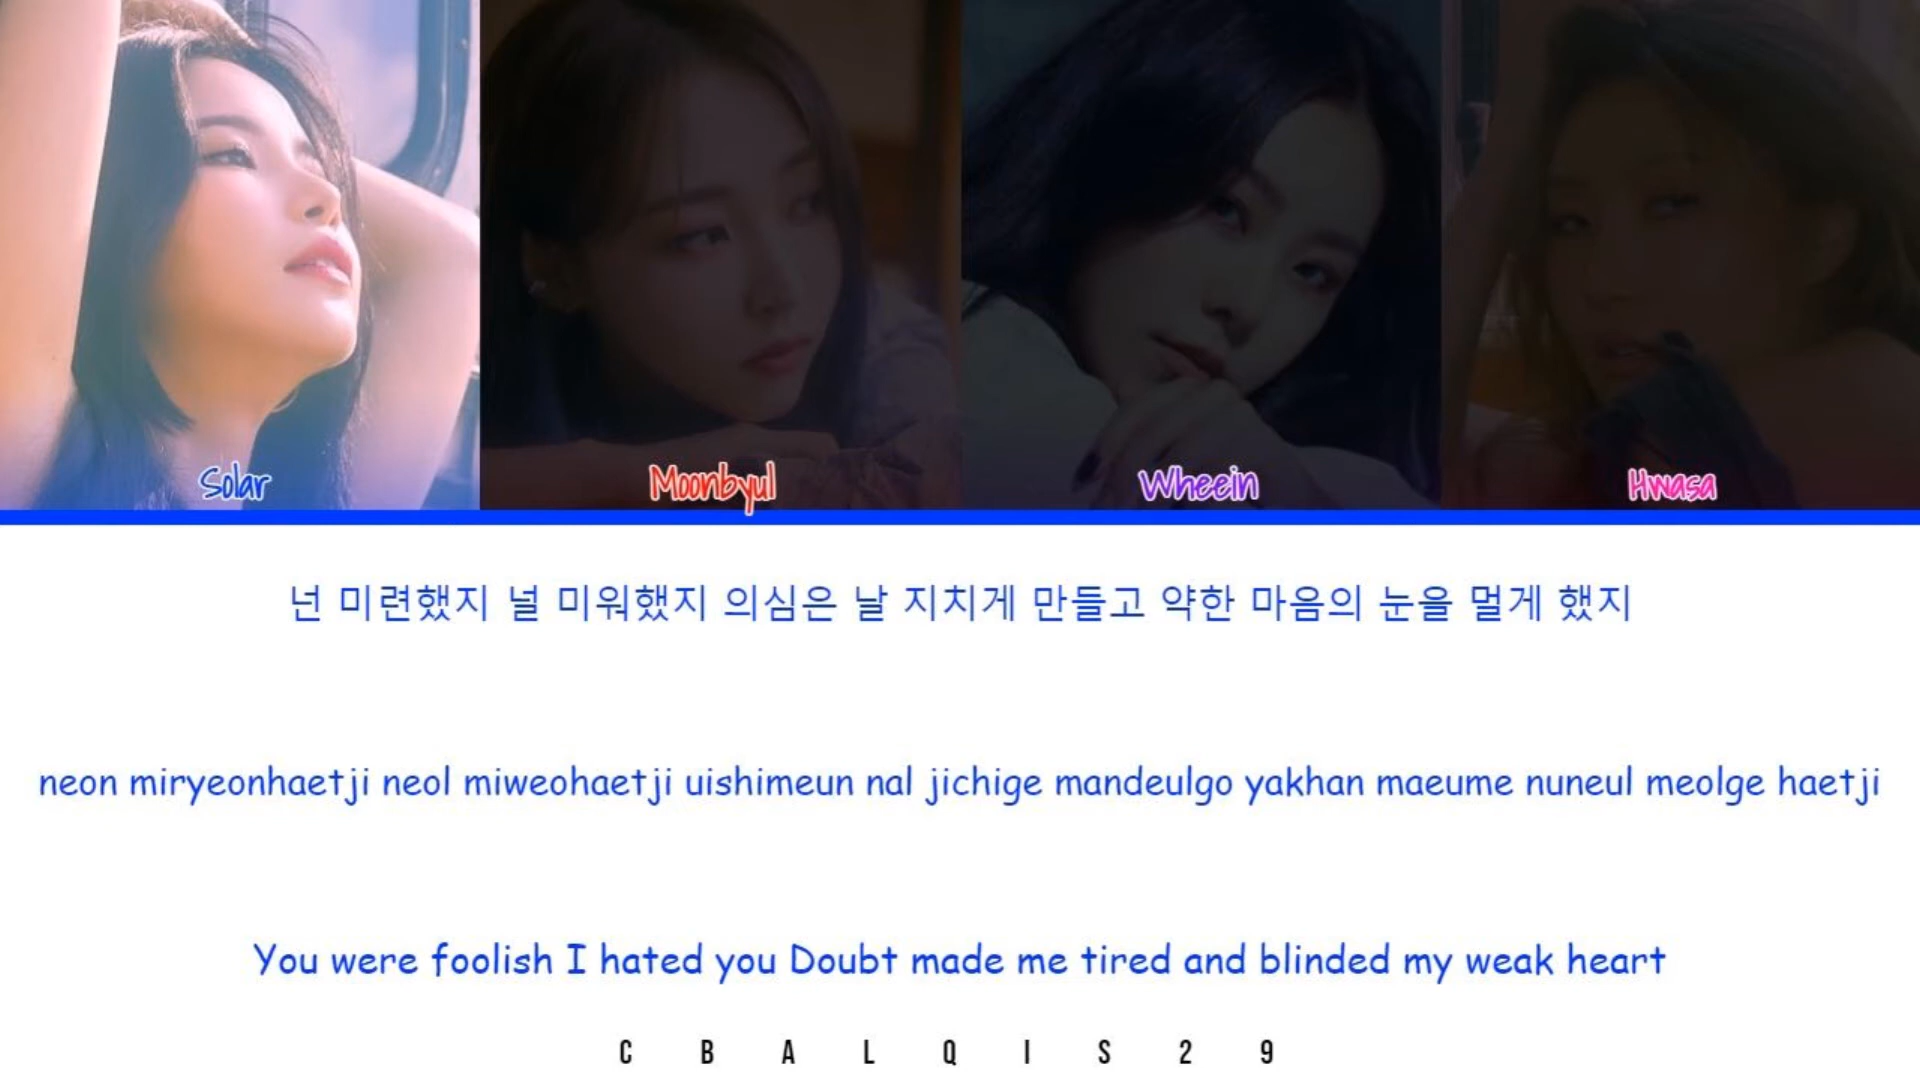 Solar Moonbyul Wheein Hwasa
넌 미련했지 널 미워했지 의심은 날 지치게 만들고 약한 마음의 눈을 멀게 했지
neon miryeonhaetji neol miweohaetji uishimeun nal jichige mandeulgo yakhan maeume nuneul meolge haetji
You were foolish I hated you Doubt made me tired and blinded my weak heart
C B A L Q I S 2 9